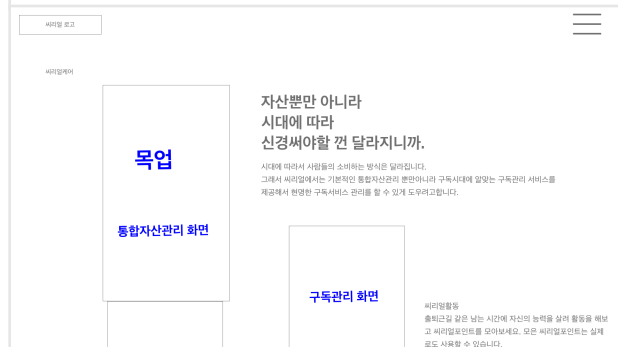 씨리얼 로고
씨리얼케어
자산뿐만 아니라
시대에 따라
신경써야할 껀 달라지니까.
시대에 따라서 사람들의 소비하는 방식은 달라집니다.
그래서 씨리얼에서는 기본적인 통합자산관리 뿐만아니라 구독시대에 알맞는 구독관리 서비스를
제공해서 현명한 구독서비스 관리를 할 수 있게 도우려고합니다.
목업
통합자산관리 화면
구독관리 화면
씨리얼활동
출퇴근길 같은 남는 시간에 자신의 능력을 살려 활동을 해보
고 씨리얼포인트를 모아보세요. 모은 씨리얼포인트는 실제
로도 사용할 수 있습니다.